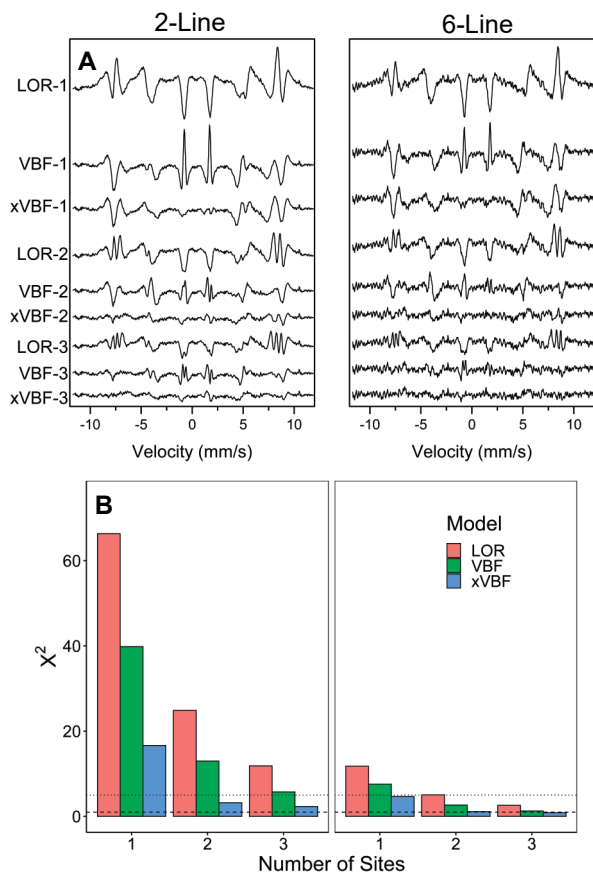 2-Line
6-Line
A
LOR-1
VBF-1
xVBF-1
LOR-2
VBF-2
xVBF-2
LOR-3
VBF-3
xVBF-3
-10 -5 0 5 10
-10 -5 0 5 10
Velocity (mm/s)
Velocity (mm/s)
B
Model
LOR
VBF
xVBF
60
40
20
0
X²
1 2 3
1 2 3
Number of Sites